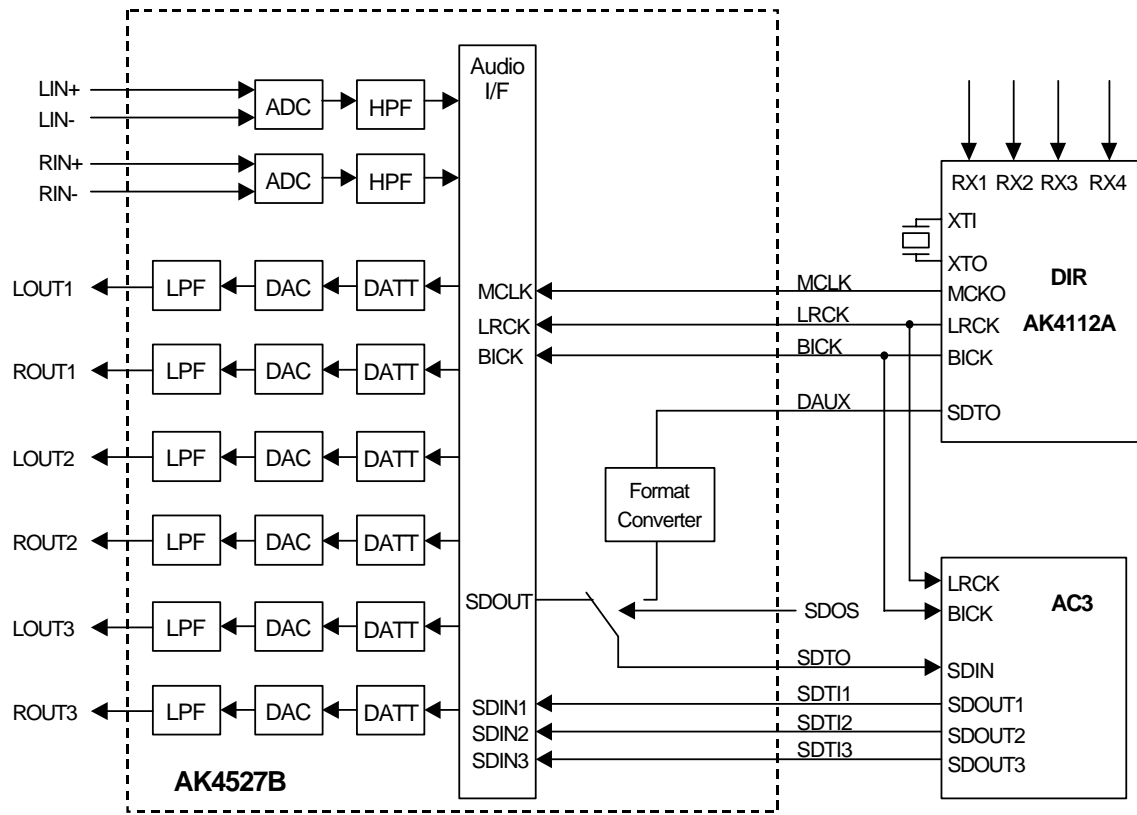 LIN+
LIN-
RIN+
RIN-
ADC
HPF
ADC
HPF
Audio
I/F
LOUT1
LPF
DAC
DATT
ROUT1
LPF
DAC
DATT
LOUT2
LPF
DAC
DATT
ROUT2
LPF
DAC
DATT
LOUT3
LPF
DAC
DATT
ROUT3
LPF
DAC
DATT
MCLK
LRCK
BICK
SDOUT
SDIN1
SDIN2
SDIN3
AK4527B
Format
Converter
MCLK
LRCK
BICK
DAUX
SDOS
SDTO
SDTI1
SDTI2
SDTI3
RX1 RX2 RX3 RX4
XTI
XTO
MCKO
LRCK
BICK
SDTO
DIR
AK4112A
LRCK
BICK
SDIN
SDOUT1
SDOUT2
SDOUT3
AC3